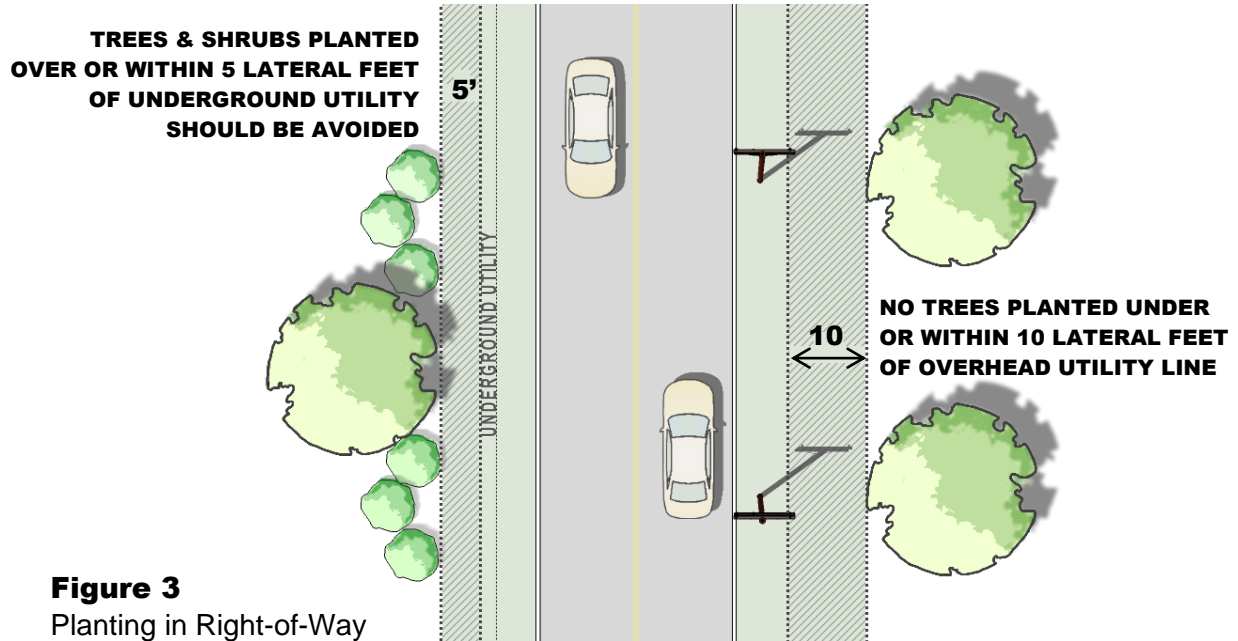 TREES & SHRUBS PLANTED
OVER OR WITHIN 5 LATERAL FEET
OF UNDERGROUND UTILITY
SHOULD BE AVOIDED
5’
UNDERGROUND UTILITY
10
NO TREES PLANTED UNDER
OR WITHIN 10 LATERAL FEET
OF OVERHEAD UTILITY LINE
Figure 3
Planting in Right-of-Way